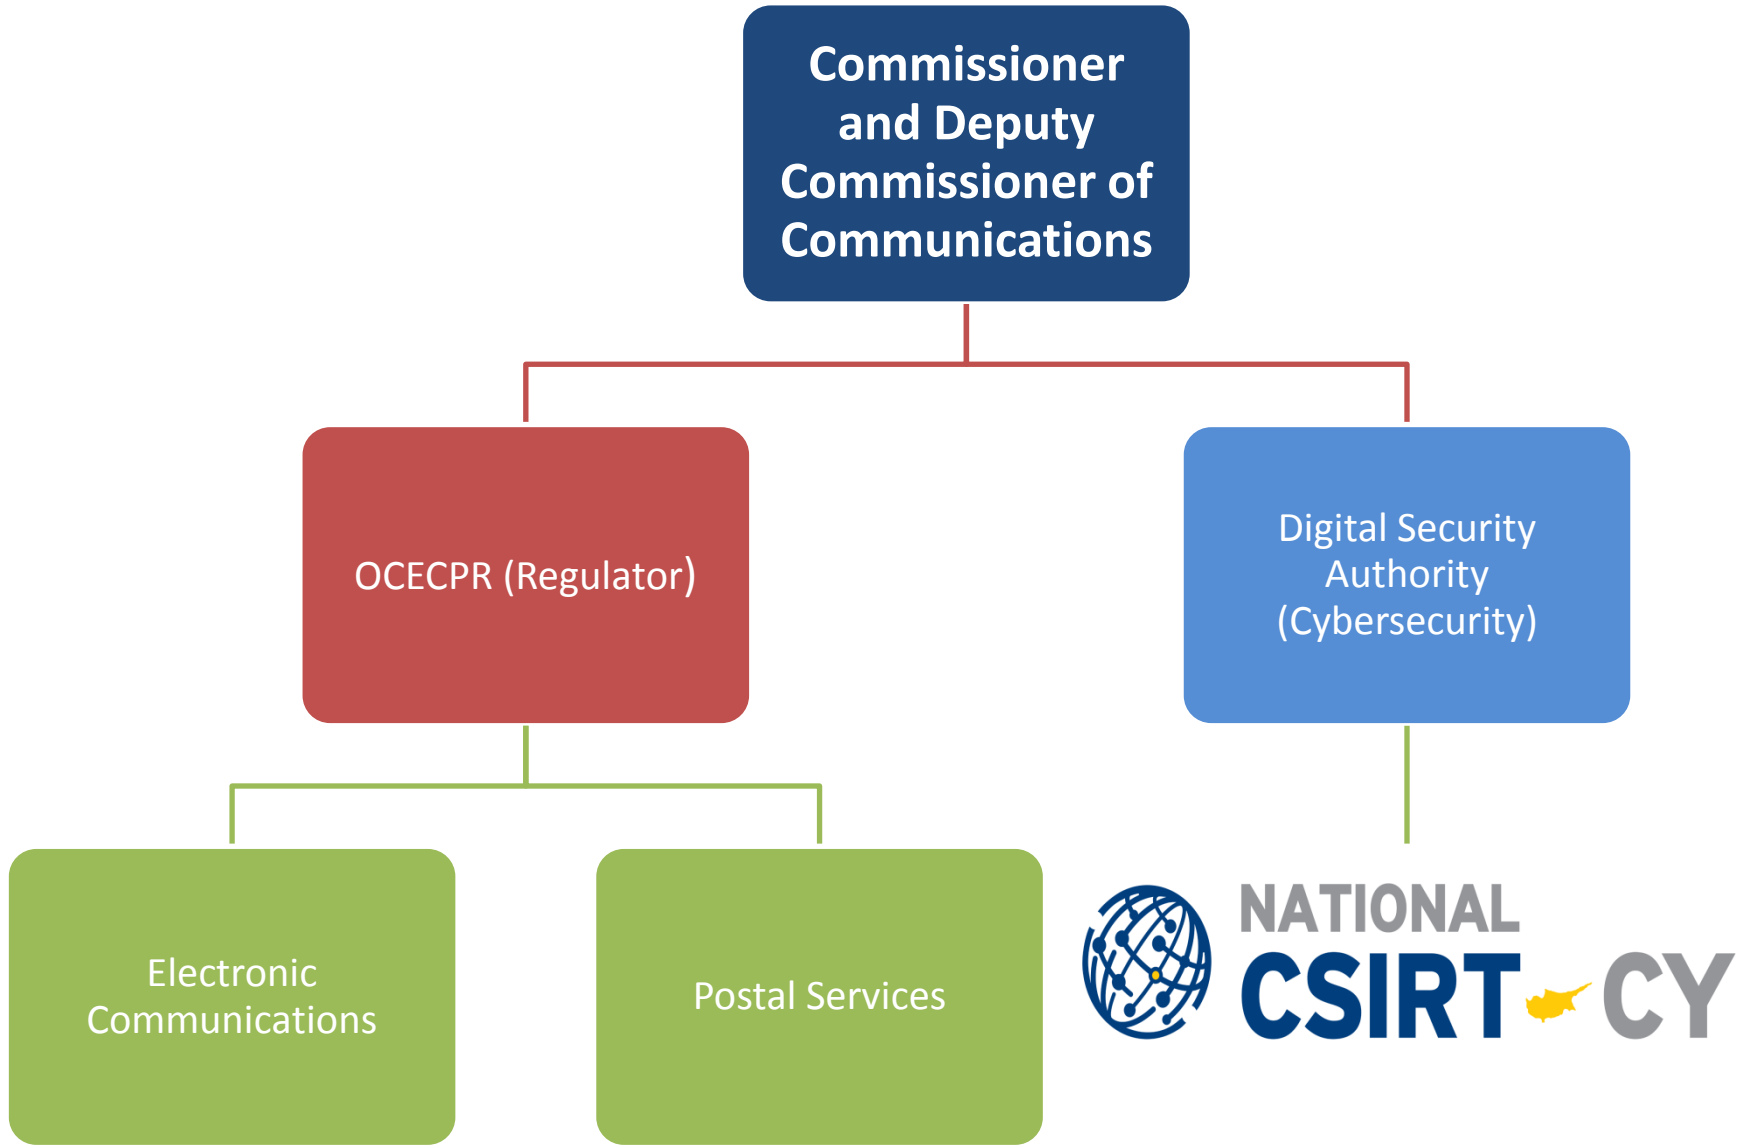 Commissioner
and Deputy
Commissioner of
Communications
OCECPR (Regulator)
Digital Security
Authority
(Cybersecurity)
Electronic
Communications
Postal Services
NATIONAL
CSIRT CY